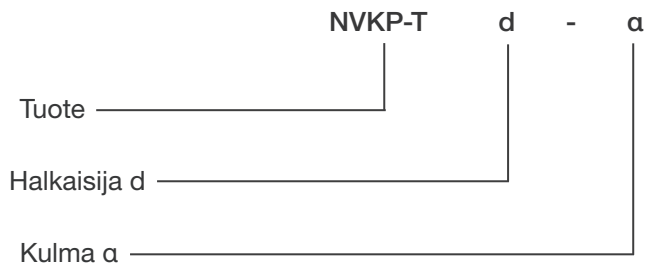 NVKP-T d - α
Tuote
Halkaisija d
Kulma α